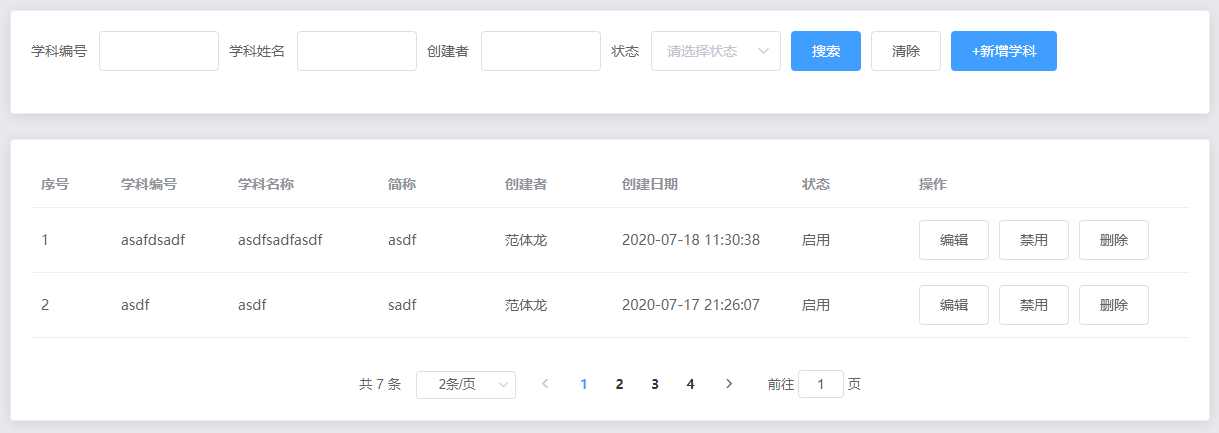 学科编号 学科姓名 创建者 状态 请选择状态 搜索 清除 +新增学科
序号 学科编号 学科名称 简称 创建者 创建日期 状态 操作
1 asafdsadf asdfsadfasdf asdf 范体龙 2020-07-18 11:30:38 启用 编辑 禁用 删除
2 asdf asdf sadf 范体龙 2020-07-17 21:26:07 启用 编辑 禁用 删除
共 7 条 2条/页 1 2 3 4 前往 1 页